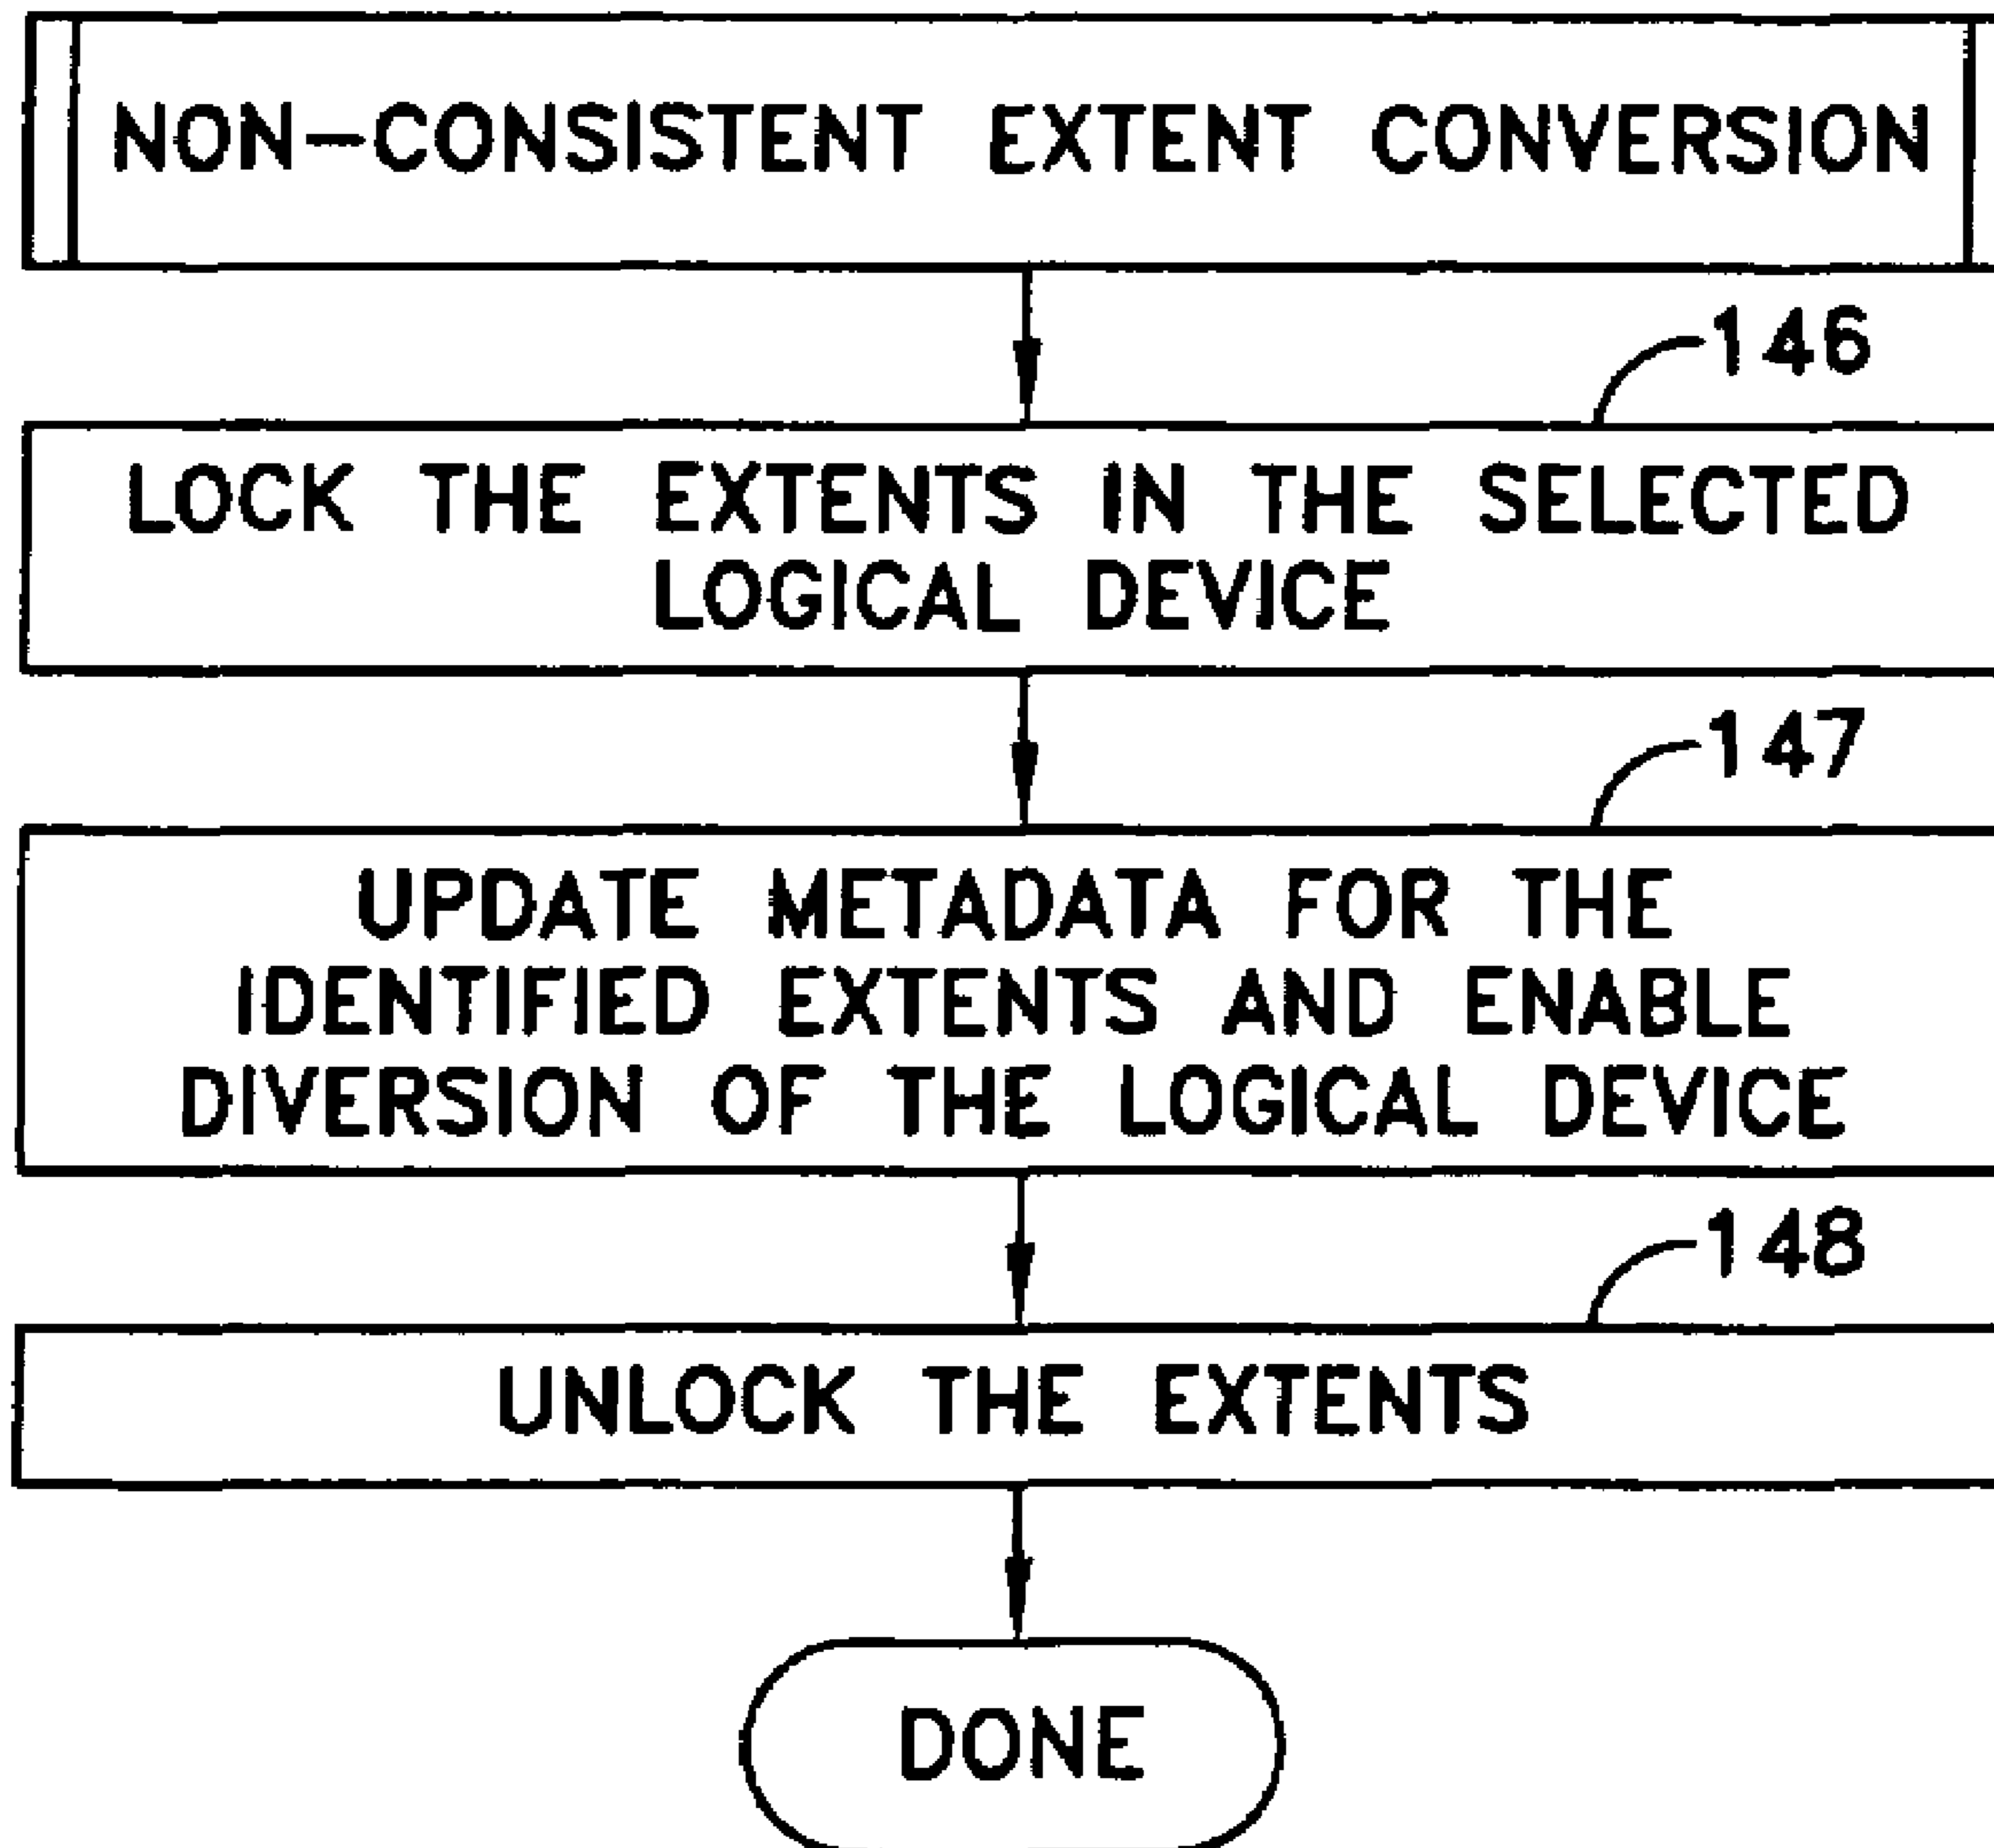 NON-CONSISTENT EXTENT CONVERSION
146
LOCK THE EXTENTS IN THE SELECTED
LOGICAL DEVICE
147
UPDATE METADATA FOR THE
IDENTIFIED EXTENTS AND ENABLE
DIVERSION OF THE LOGICAL DEVICE
148
UNLOCK THE EXTENTS
DONE